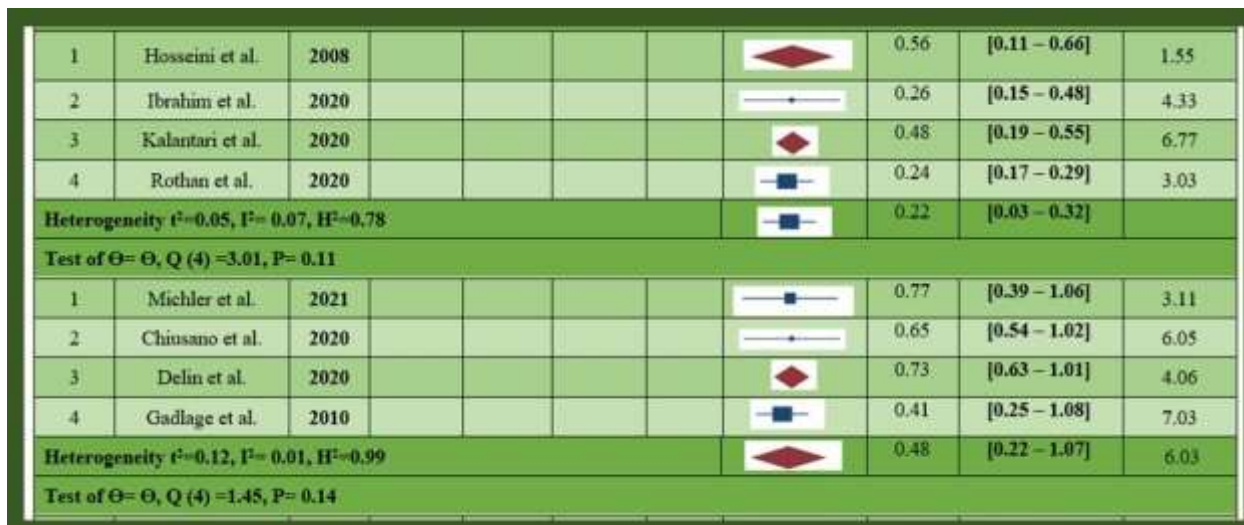 1 Hosseini et al. 2008 0.56 [0.11 – 0.66] 1.55
2 Ibrahim et al. 2020 0.26 [0.15 – 0.48] 4.33
3 Kalantari et al. 2020 0.48 [0.19 – 0.55] 6.77
4 Rothan et al. 2020 0.24 [0.17 – 0.29] 3.03
Heterogeneity t²=0.05, I²= 0.07, H²=0.78 0.22 [0.03 – 0.32]
Test of Ө= Ө, Q (4) =3.01, P= 0.11
1 Michler et al. 2021 0.77 [0.39 – 1.06] 3.11
2 Chiusano et al. 2020 0.65 [0.54 – 1.02] 6.05
3 Delin et al. 2020 0.73 [0.63 – 1.01] 4.06
4 Gadlage et al. 2010 0.41 [0.25 – 1.08] 7.03
Heterogeneity t²=0.12, I²= 0.01, H²=0.99 0.48 [0.22 – 1.07] 6.03
Test of Ө= Ө, Q (4) =1.45, P= 0.14